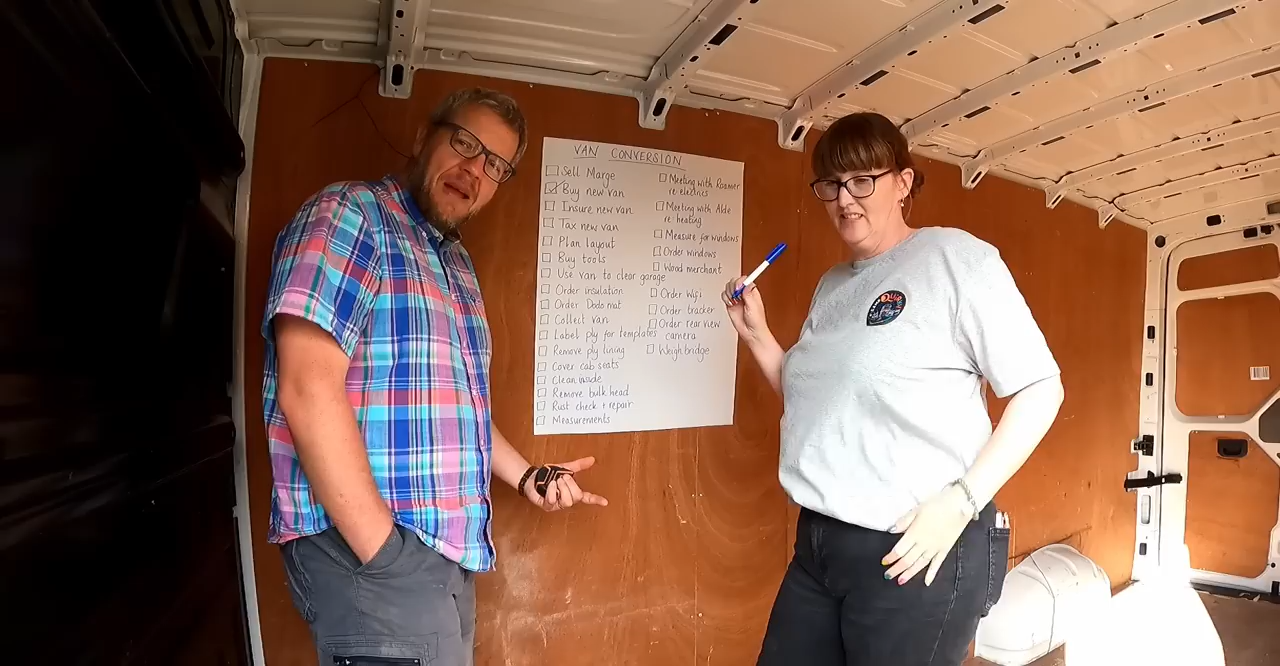 VAN CONVERSION
Sell Marge
Buy new van
Insure new van
Tax new van
Plan layout
Buy tools
Use van to clear garage
Order insulation
Order Dodo mat
Collect van
Label ply for templates
Remove ply lining
Cover cab seats
Clean inside
Remove bulk head
Rust check + repair
Measurements
Meeting with Roamer
re electrics
Meeting with Alde
re heating
Measure for windows
Order windows
Wood merchant
Order Wifi
Order tracker
Order rear view
camera
Weigh bridge